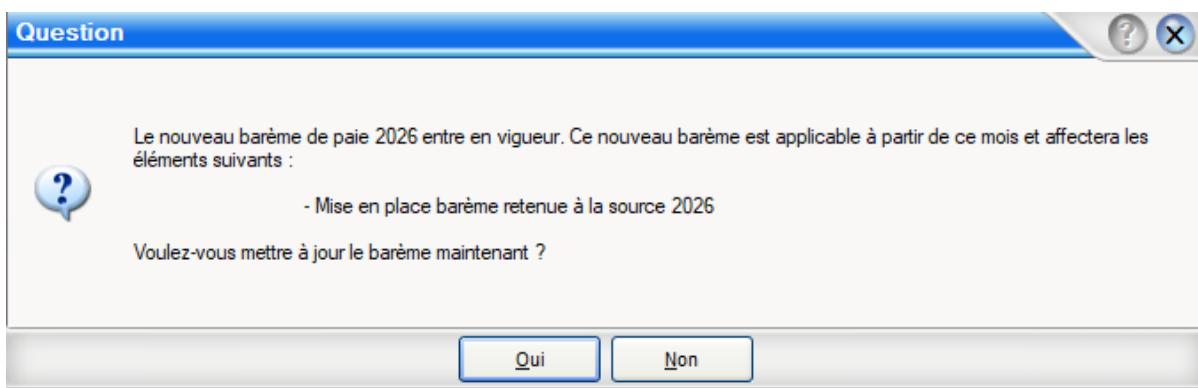 Question
Le nouveau barème de paie 2026 entre en vigueur. Ce nouveau barème est applicable à partir de ce mois et affectera les
éléments suivants :
- Mise en place barème retenue à la source 2026
Voulez-vous mettre à jour le barème maintenant ?
Oui
Non